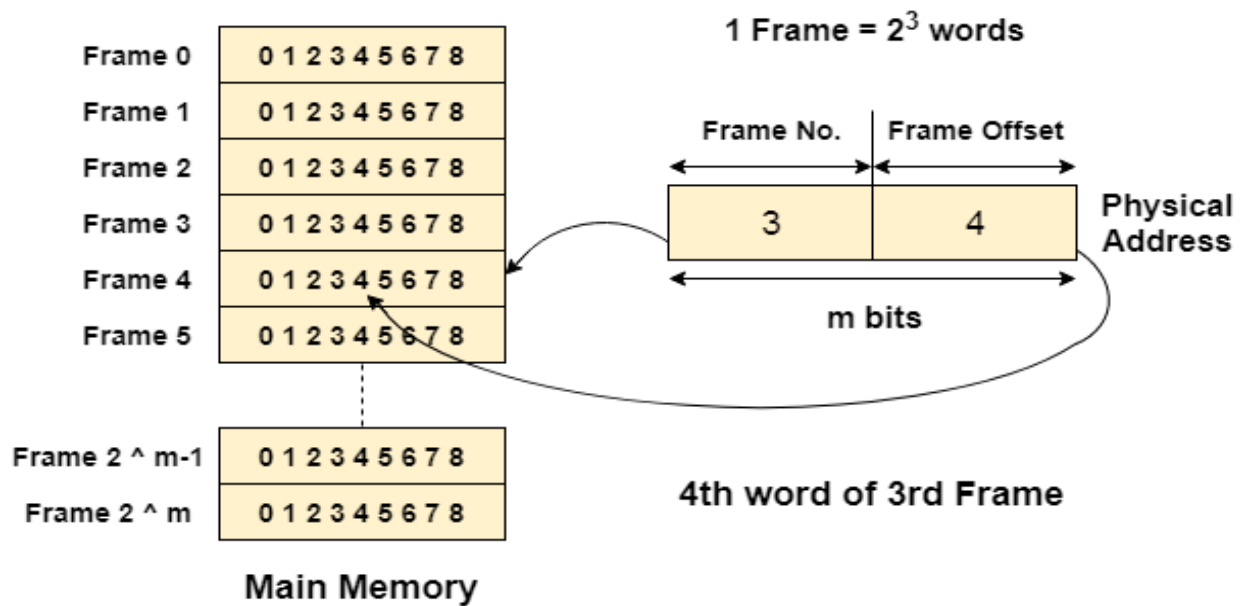 1 Frame = 2³ words
Frame 0 0 1 2 3 4 5 6 7 8
Frame 1 0 1 2 3 4 5 6 7 8
Frame 2 0 1 2 3 4 5 6 7 8
Frame 3 0 1 2 3 4 5 6 7 8
Frame 4 0 1 2 3 4 5 6 7 8
Frame 5 0 1 2 3 4 5 6 7 8
Frame 2 ^ m-1 0 1 2 3 4 5 6 7 8
Frame 2 ^ m 0 1 2 3 4 5 6 7 8
Main Memory
Frame No. Frame Offset
3 4
Physical
Address
m bits
4th word of 3rd Frame